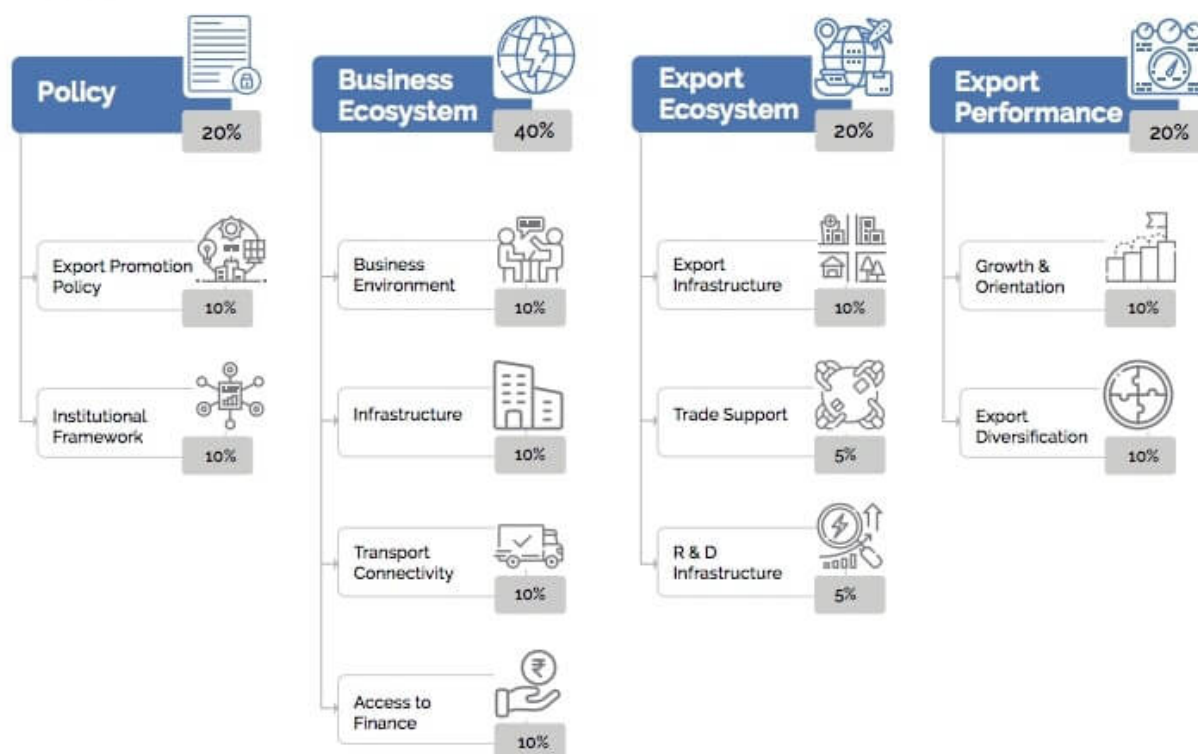 Policy
20%
Export Promotion
Policy
10%
Institutional
Framework
10%
Business
Ecosystem
40%
Business
Environment
10%
Infrastructure
10%
Transport
Connectivity
10%
Access to
Finance
10%
Export
Ecosystem
20%
Export
Infrastructure
10%
Trade Support
5%
R & D
Infrastructure
5%
Export
Performance
20%
Growth &
Orientation
10%
Export
Diversification
10%